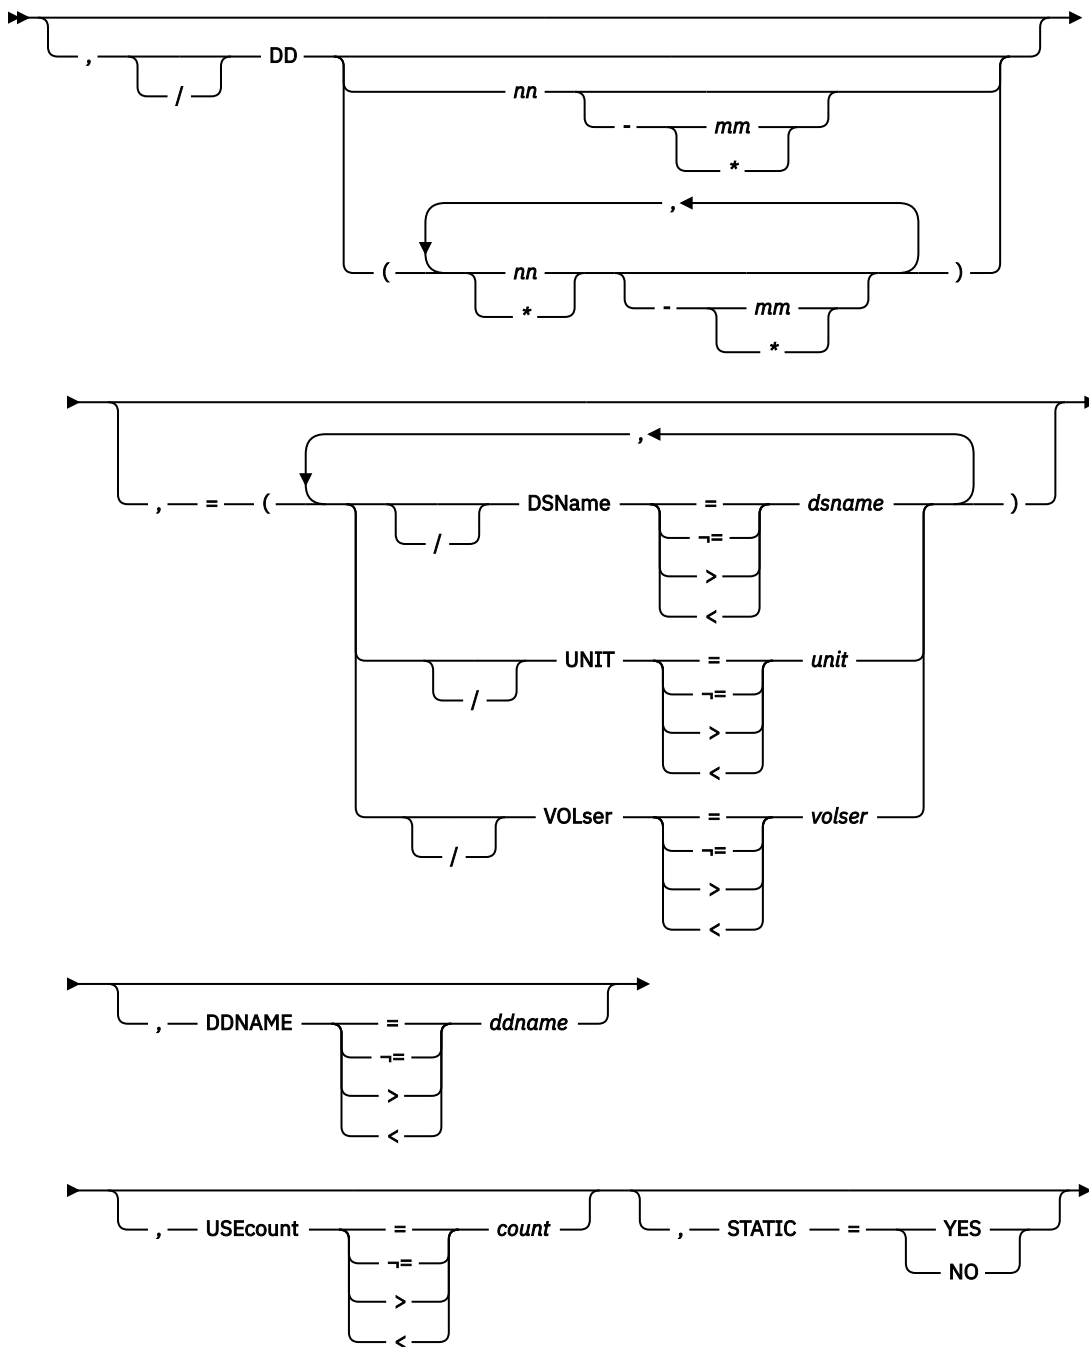 , DD
/
nn
- mm
*
,
( nn )
*
- mm
*
,
, = ( DSName = dsname )
/ ¬=
>
<
UNIT = unit
/ ¬=
>
<
VOLser = volser
/ ¬=
>
<
, DDNAME = ddname
¬=
>
<
, USEcount = count , STATIC = YES
¬= NO
>
<